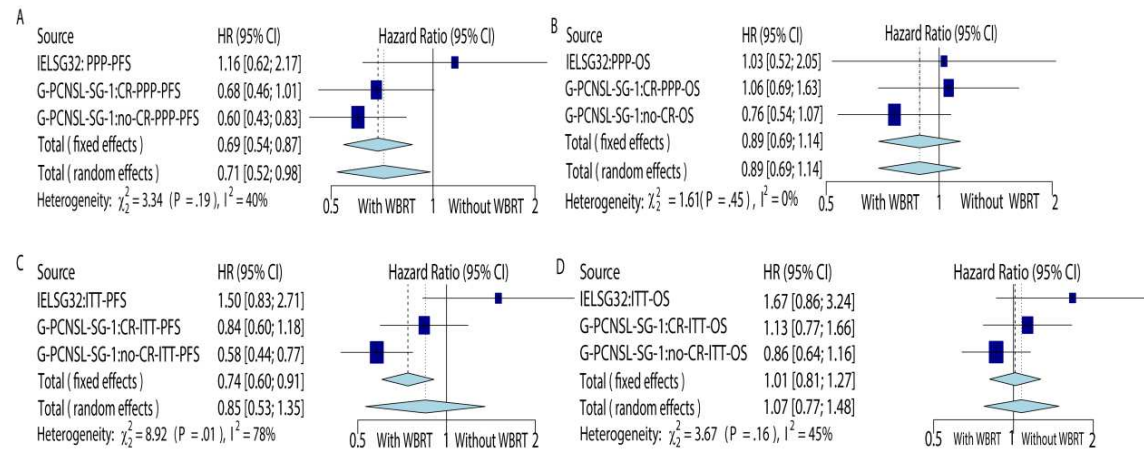 A
Source HR (95% CI) Hazard Ratio (95% CI)
IELSG32: PPP-PFS 1.16 [0.62; 2.17]
G-PCNSL-SG-1:CR-PPP-PFS 0.68 [0.46; 1.01]
G-PCNSL-SG-1:no-CR-PPP-PFS 0.60 [0.43; 0.83]
Total ( fixed effects ) 0.69 [0.54; 0.87]
Total ( random effects ) 0.71 [0.52; 0.98]
Heterogeneity: χ²₂ = 3.34 (P = .19), I² = 40%
With WBRT Without WBRT
0.5 1 2
B
Source HR (95% CI) Hazard Ratio (95% CI)
IELSG32:PPP-OS 1.03 [0.52; 2.05]
G-PCNSL-SG-1:CR-PPP-OS 1.06 [0.69; 1.63]
G-PCNSL-SG-1:no-CR-OS 0.76 [0.54; 1.07]
Total ( fixed effects ) 0.89 [0.69; 1.14]
Total ( random effects ) 0.89 [0.69; 1.14]
Heterogeneity: χ²₂ = 1.61( P = .45 ), I² = 0%
With WBRT Without WBRT
0.5 1 2
C
Source HR (95% CI) Hazard Ratio (95% CI)
IELSG32:ITT-PFS 1.50 [0.83; 2.71]
G-PCNSL-SG-1:CR-ITT-PFS 0.84 [0.60; 1.18]
G-PCNSL-SG-1:no-CR-ITT-PFS 0.58 [0.44; 0.77]
Total ( fixed effects ) 0.74 [0.60; 0.91]
Total ( random effects ) 0.85 [0.53; 1.35]
Heterogeneity: χ²₂ = 8.92 (P = .01), I² = 78%
With WBRT Without WBRT
0.5 1 2
D
Source HR (95% CI) Hazard Ratio (95% CI)
IELSG32:ITT-OS 1.67 [0.86; 3.24]
G-PCNSL-SG-1:CR-ITT-OS 1.13 [0.77; 1.66]
G-PCNSL-SG-1:no-CR-ITT-OS 0.86 [0.64; 1.16]
Total ( fixed effects ) 1.01 [0.81; 1.27]
Total ( random effects ) 1.07 [0.77; 1.48]
Heterogeneity: χ²₂ = 3.67 (P = .16), I² = 45%
With WBRT Without WBRT
0.5 1 2